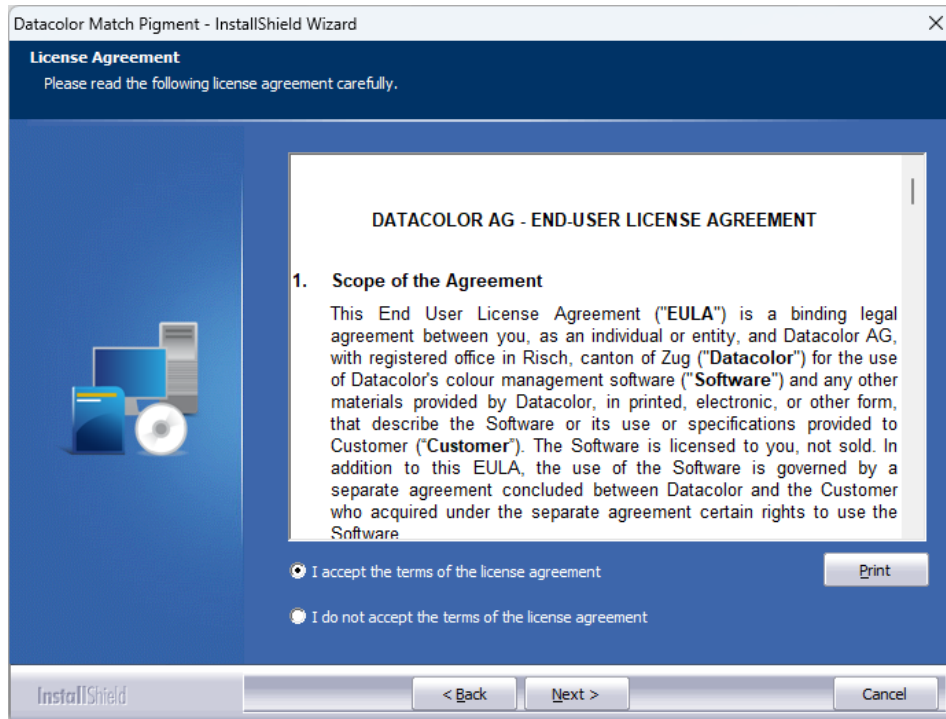 Datacolor Match Pigment - InstallShield Wizard
License Agreement
Please read the following license agreement carefully.
DATACOLOR AG - END-USER LICENSE AGREEMENT
1. Scope of the Agreement
This End User License Agreement ("EULA") is a binding legal
agreement between you, as an individual or entity, and Datacolor AG,
with registered office in Risch, canton of Zug ("Datacolor") for the use
of Datacolor's colour management software ("Software") and any other
materials provided by Datacolor, in printed, electronic, or other form,
that describe the Software or its use or specifications provided to
Customer (“Customer”). The Software is licensed to you, not sold. In
addition to this EULA, the use of the Software is governed by a
separate agreement concluded between Datacolor and the Customer
who acquired under the separate agreement certain rights to use the
Software
I accept the terms of the license agreement
Print
I do not accept the terms of the license agreement
InstallShield
< Back
Next >
Cancel